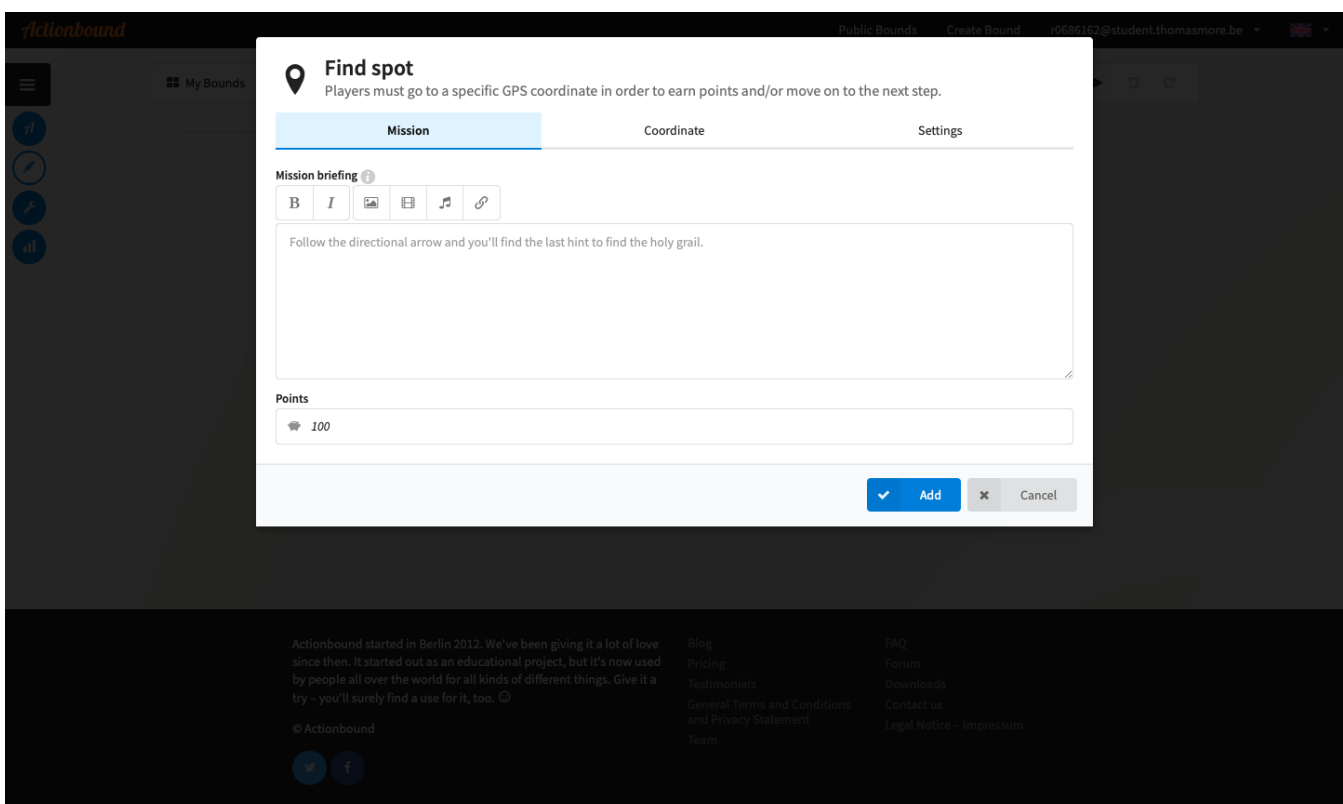 Actionbound
Public Bounds Create Bound r0686162@student.thomasmore.be
My Bounds
Find spot
Players must go to a specific GPS coordinate in order to earn points and/or move on to the next step.
Mission Coordinate Settings
Mission briefing
B I
Follow the directional arrow and you'll find the last hint to find the holy grail.
Points
100
Add Cancel
Actionbound started in Berlin 2012. We've been giving it a lot of love
since then. It started out as an educational project, but it's now used
by people all over the world for all kinds of different things. Give it a
try – you'll surely find a use for it, too.
© Actionbound
Blog
Pricing
Testimonials
General Terms and Conditions
and Privacy Statement
Team
FAQ
Forum
Downloads
Contact us
Legal Notice – Impressum